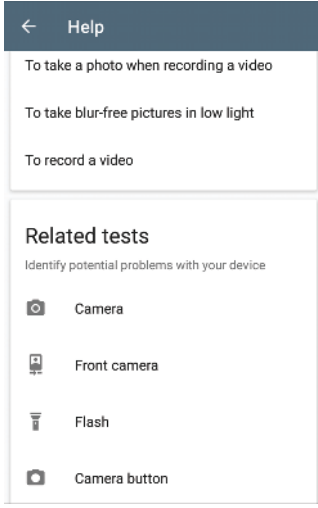 Help
To take a photo when recording a video
To take blur-free pictures in low light
To record a video
Related tests
Identify potential problems with your device
Camera
Front camera
Flash
Camera button